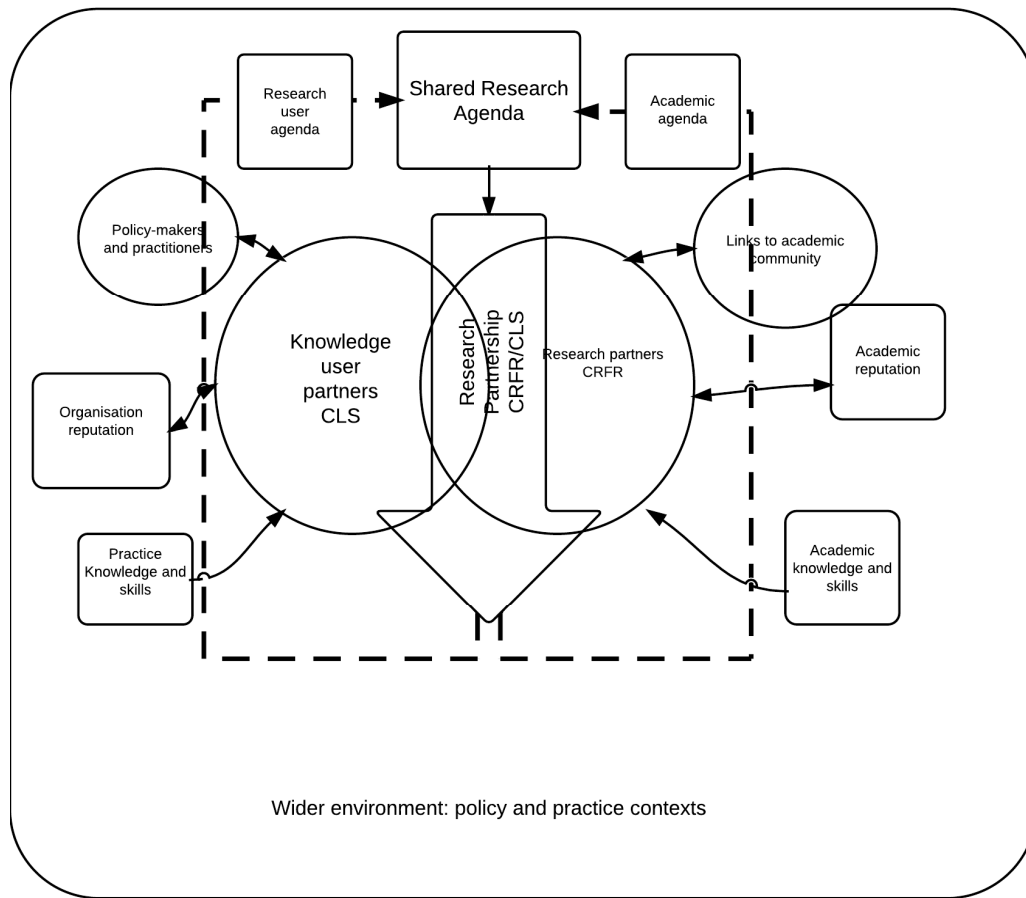 Research
user
agenda
Shared Research
Agenda
Academic
agenda
Policy-makers
and practitioners
Links to academic
community
Knowledge
user
partners
CLS
Research
Partnership
CRFR/CLS
Research partners
CRFR
Academic
reputation
Organisation
reputation
Practice
Knowledge and
skills
Academic
knowledge and
skills
Wider environment: policy and practice contexts